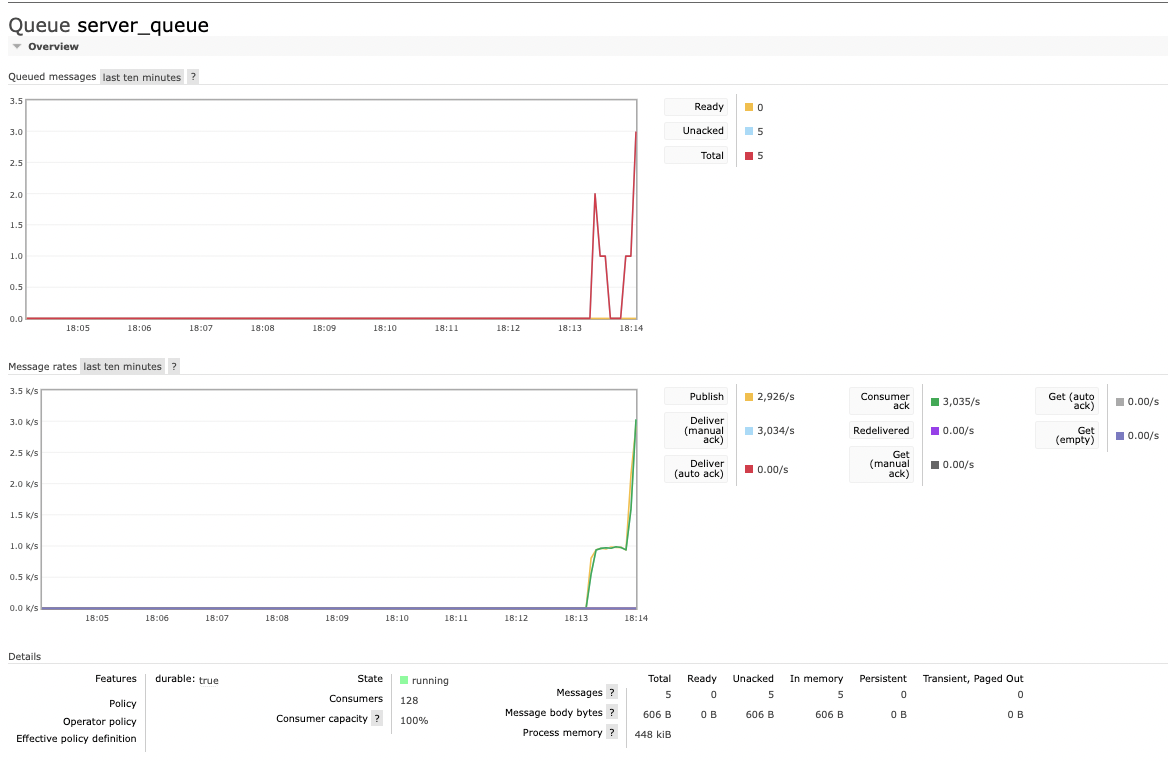 Queue server_queue
Overview
Queued messages last ten minutes ?
3.5
3.0
2.5
2.0
1.5
1.0
0.5
0.0
18:05 18:06 18:07 18:08 18:09 18:10 18:11 18:12 18:13 18:14
Ready 0
Unacked 5
Total 5
Message rates last ten minutes ?
3.5 k/s
3.0 k/s
2.5 k/s
2.0 k/s
1.5 k/s
1.0 k/s
0.5 k/s
0.0 k/s
18:05 18:06 18:07 18:08 18:09 18:10 18:11 18:12 18:13 18:14
Publish 2,926/s
Deliver
(manual
ack)
3,034/s
Deliver
(auto ack)
0.00/s
Consumer
ack
3,035/s
Redelivered 0.00/s
Get
(manual
ack)
0.00/s
Get (auto
ack)
0.00/s
Get
(empty)
0.00/s
Details
Features durable: true
Policy
Operator policy
Effective policy definition
State running
Consumers 128
Consumer capacity ? 100%
Total Ready Unacked In memory Persistent Transient, Paged Out
Messages ? 5 0 5 5 0 0
Message body bytes ? 606 B 0 B 606 B 606 B 0 B 0 B
Process memory ? 448 kiB